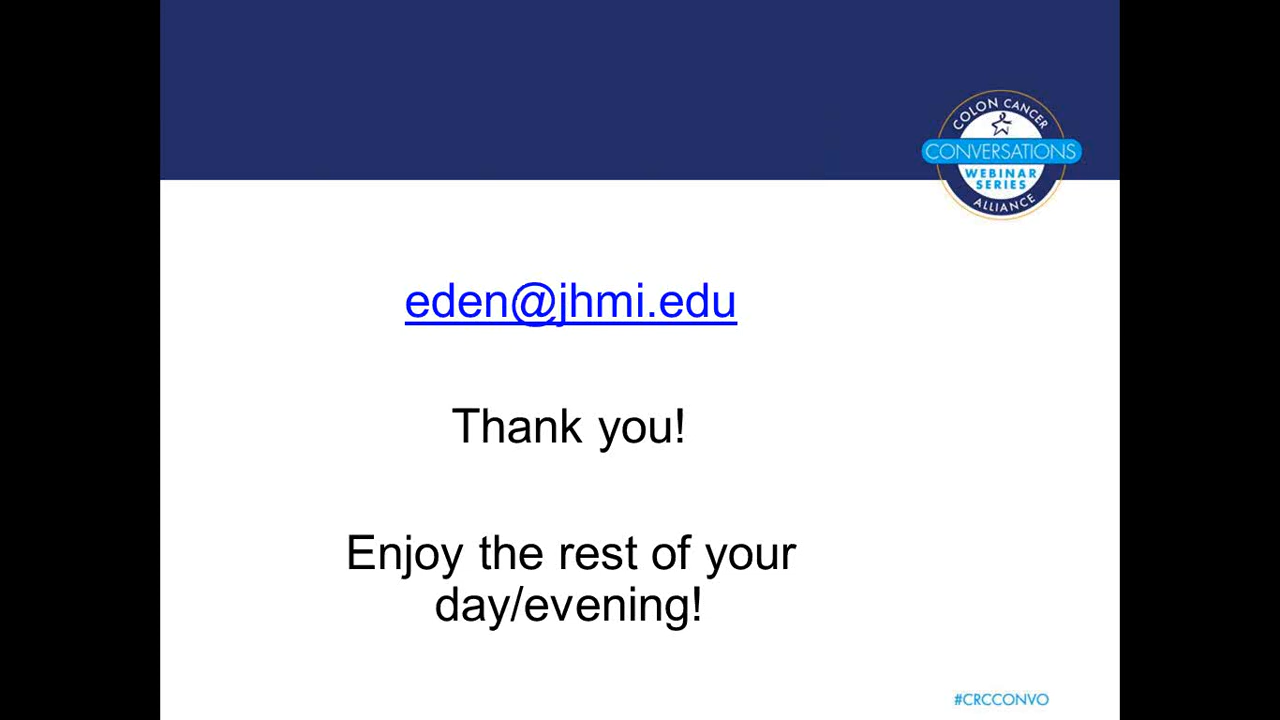 COLON CANCER
CONVERSATIONS
WEBINAR
SERIES
ALLIANCE
eden@jhmi.edu
Thank you!
Enjoy the rest of your
day/evening!
#CRCCONVO